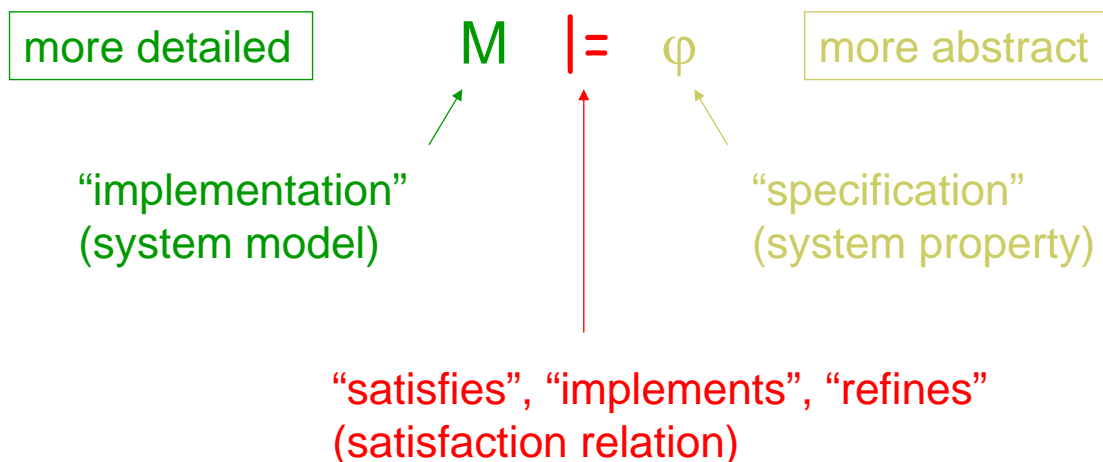 more detailed M |= φ more abstract
“implementation” “specification”
(system model) (system property)
“satisfies”, “implements”, “refines”
(satisfaction relation)